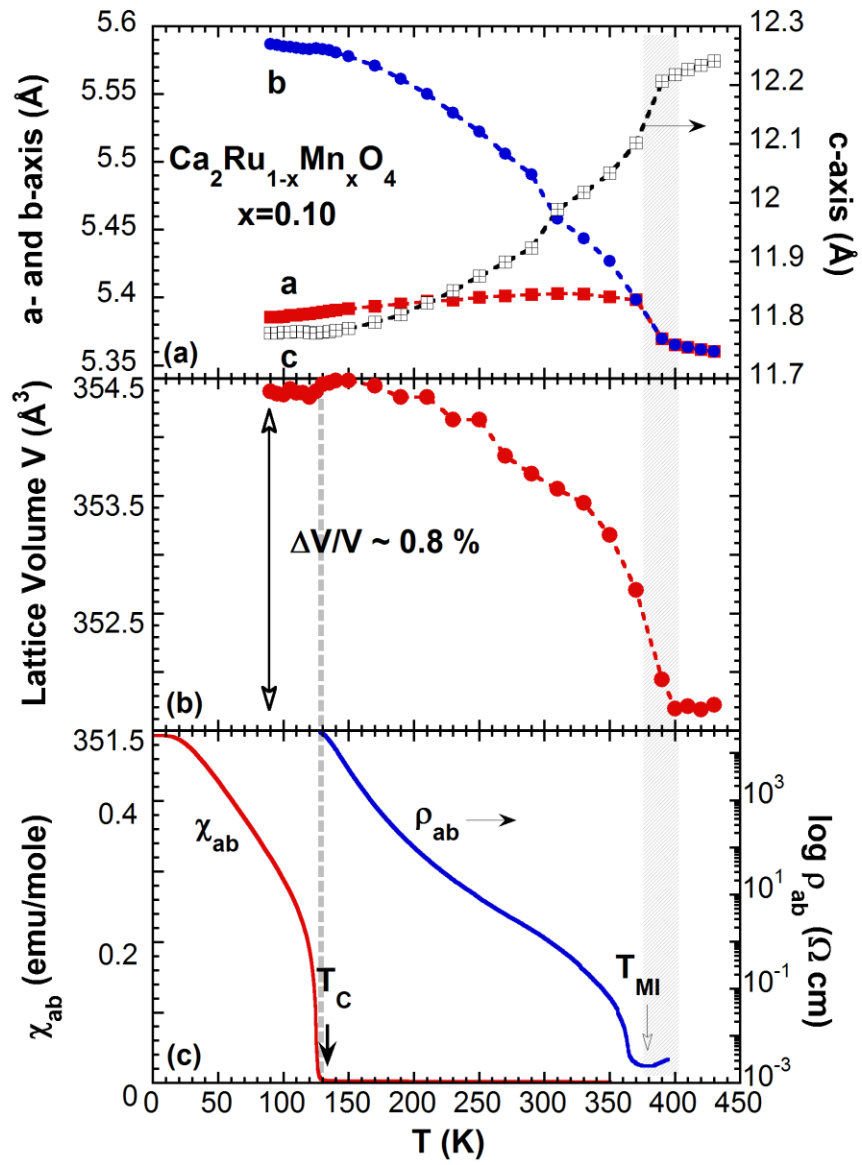 5.6
5.55
5.5
5.45
5.4
5.35
a- and b-axis (Å)
12.3
12.2
12.1
12
11.9
11.8
11.7
c-axis (Å)
b
Ca₂Ru₁₋ₓMnₓO₄
x=0.10
a
(a)
c
354.5
353.5
352.5
351.5
Lattice Volume V (Å³)
ΔV/V ~ 0.8 %
(b)
0.4
0.2
0
χab (emu/mole)
χab
ρab
10³
10¹
10⁻¹
10⁻³
log ρab (Ω cm)
TC
TMI
(c)
0 50 100 150 200 250 300 350 400 450
T (K)